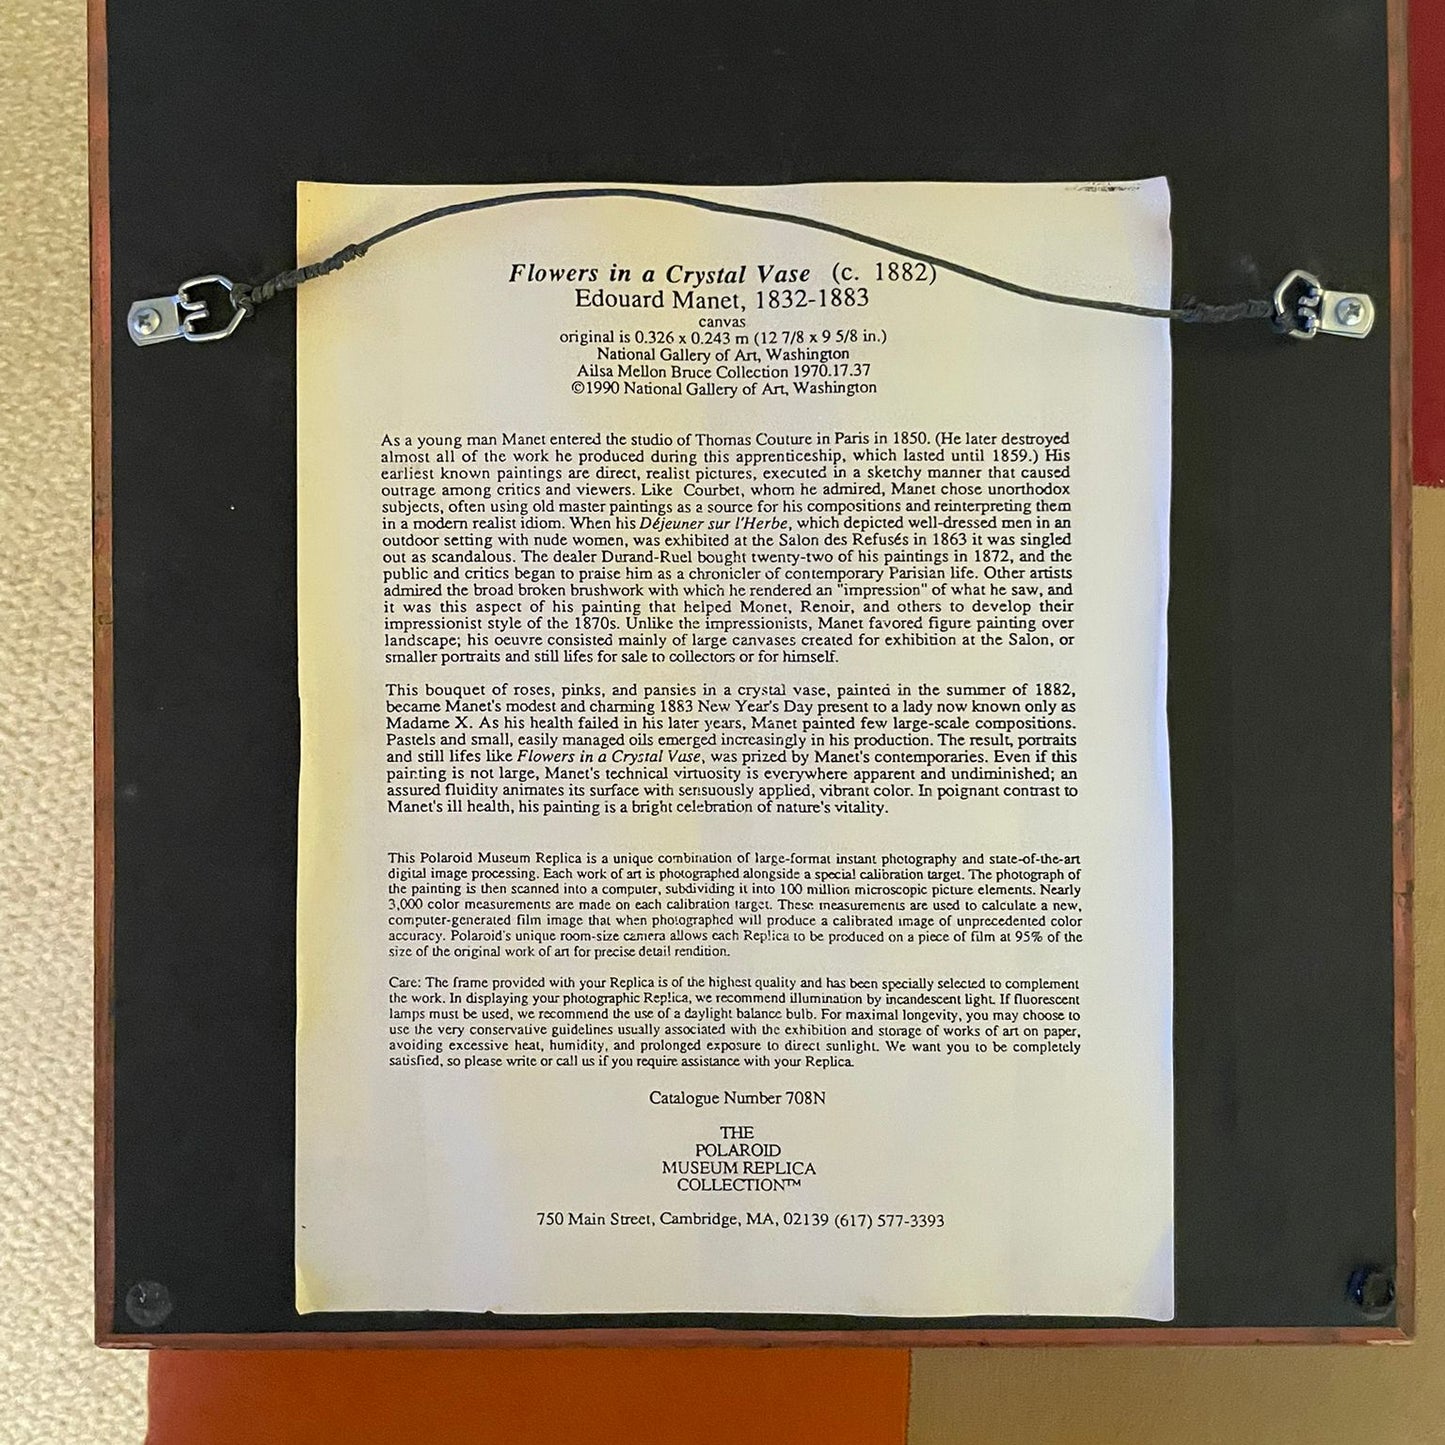 Flowers in a Crystal Vase (c. 1882)
Edouard Manet, 1832-1883
canvas
original is 0.326 x 0.243 m (12 7/8 x 9 5/8 in.)
National Gallery of Art, Washington
Ailsa Mellon Bruce Collection 1970.17.37
©1990 National Gallery of Art, Washington
As a young man Manet entered the studio of Thomas Couture in Paris in 1850. (He later destroyed
almost all of the work he produced during this apprenticeship, which lasted until 1859.) His
earliest known paintings are direct, realist pictures, executed in a sketchy manner that caused
outrage among critics and viewers. Like Courbet, whom he admired, Manet chose unorthodox
subjects, often using old master paintings as a source for his compositions and reinterpreting them
in a modern realist idiom. When his Déjeuner sur l'Herbe, which depicted well-dressed men in an
outdoor setting with nude women, was exhibited at the Salon des Refusés in 1863 it was singled
out as scandalous. The dealer Durand-Ruel bought twenty-two of his paintings in 1872, and the
public and critics began to praise him as a chronicler of contemporary Parisian life. Other artists
admired the broad broken brushwork with which he rendered an "impression" of what he saw, and
it was this aspect of his painting that helped Monet, Renoir, and others to develop their
impressionist style of the 1870s. Unlike the impressionists, Manet favored figure painting over
landscape; his oeuvre consisted mainly of large canvases created for exhibition at the Salon, or
smaller portraits and still lifes for sale to collectors or for himself.
This bouquet of roses, pinks, and pansies in a crystal vase, painted in the summer of 1882,
became Manet's modest and charming 1883 New Year's Day present to a lady now known only as
Madame X. As his health failed in his later years, Manet painted few large-scale compositions.
Pastels and small, easily managed oils emerged increasingly in his production. The result, portraits
and still lifes like Flowers in a Crystal Vase, was prized by Manet's contemporaries. Even if this
painting is not large, Manet's technical virtuosity is everywhere apparent and undiminished; an
assured fluidity animates its surface with sensuously applied, vibrant color. In poignant contrast to
Manet's ill health, his painting is a bright celebration of nature's vitality.
This Polaroid Museum Replica is a unique combination of large-format instant photography and state-of-the-art
digital image processing. Each work of art is photographed alongside a special calibration target. The photograph of
the painting is then scanned into a computer, subdividing it into 100 million microscopic picture elements. Nearly
3,000 color measurements are made on each calibration target. These measurements are used to calculate a new,
computer-generated film image that when photographed will produce a calibrated image of unprecedented color
accuracy. Polaroid's unique room-size camera allows each Replica to be produced on a piece of film at 95% of the
size of the original work of art for precise detail rendition.
Care: The frame provided with your Replica is of the highest quality and has been specially selected to complement
the work. In displaying your photographic Replica, we recommend illumination by incandescent light. If fluorescent
lamps must be used, we recommend the use of a daylight balance bulb. For maximal longevity, you may choose to
use the very conservative guidelines usually associated with the exhibition and storage of works of art on paper,
avoiding excessive heat, humidity, and prolonged exposure to direct sunlight. We want you to be completely
satisfied, so please write or call us if you require assistance with your Replica.
Catalogue Number 708N
THE
POLAROID
MUSEUM REPLICA
COLLECTION™
750 Main Street, Cambridge, MA, 02139 (617) 577-3393